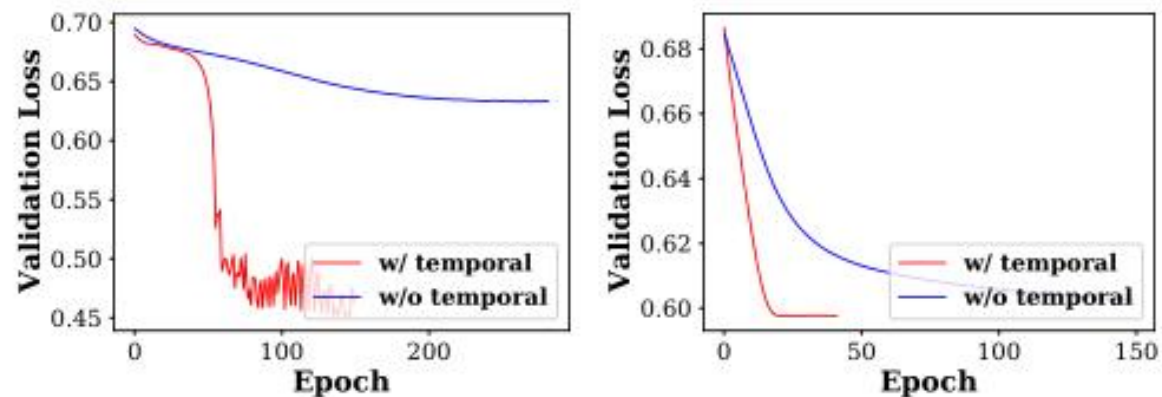 0.70
0.65
0.60
0.55
0.50
0.45
Validation Loss
w/ temporal
w/o temporal
0
100
200
Epoch
0.68
0.66
0.64
0.62
0.60
Validation Loss
w/ temporal
w/o temporal
0
50
100
150
Epoch